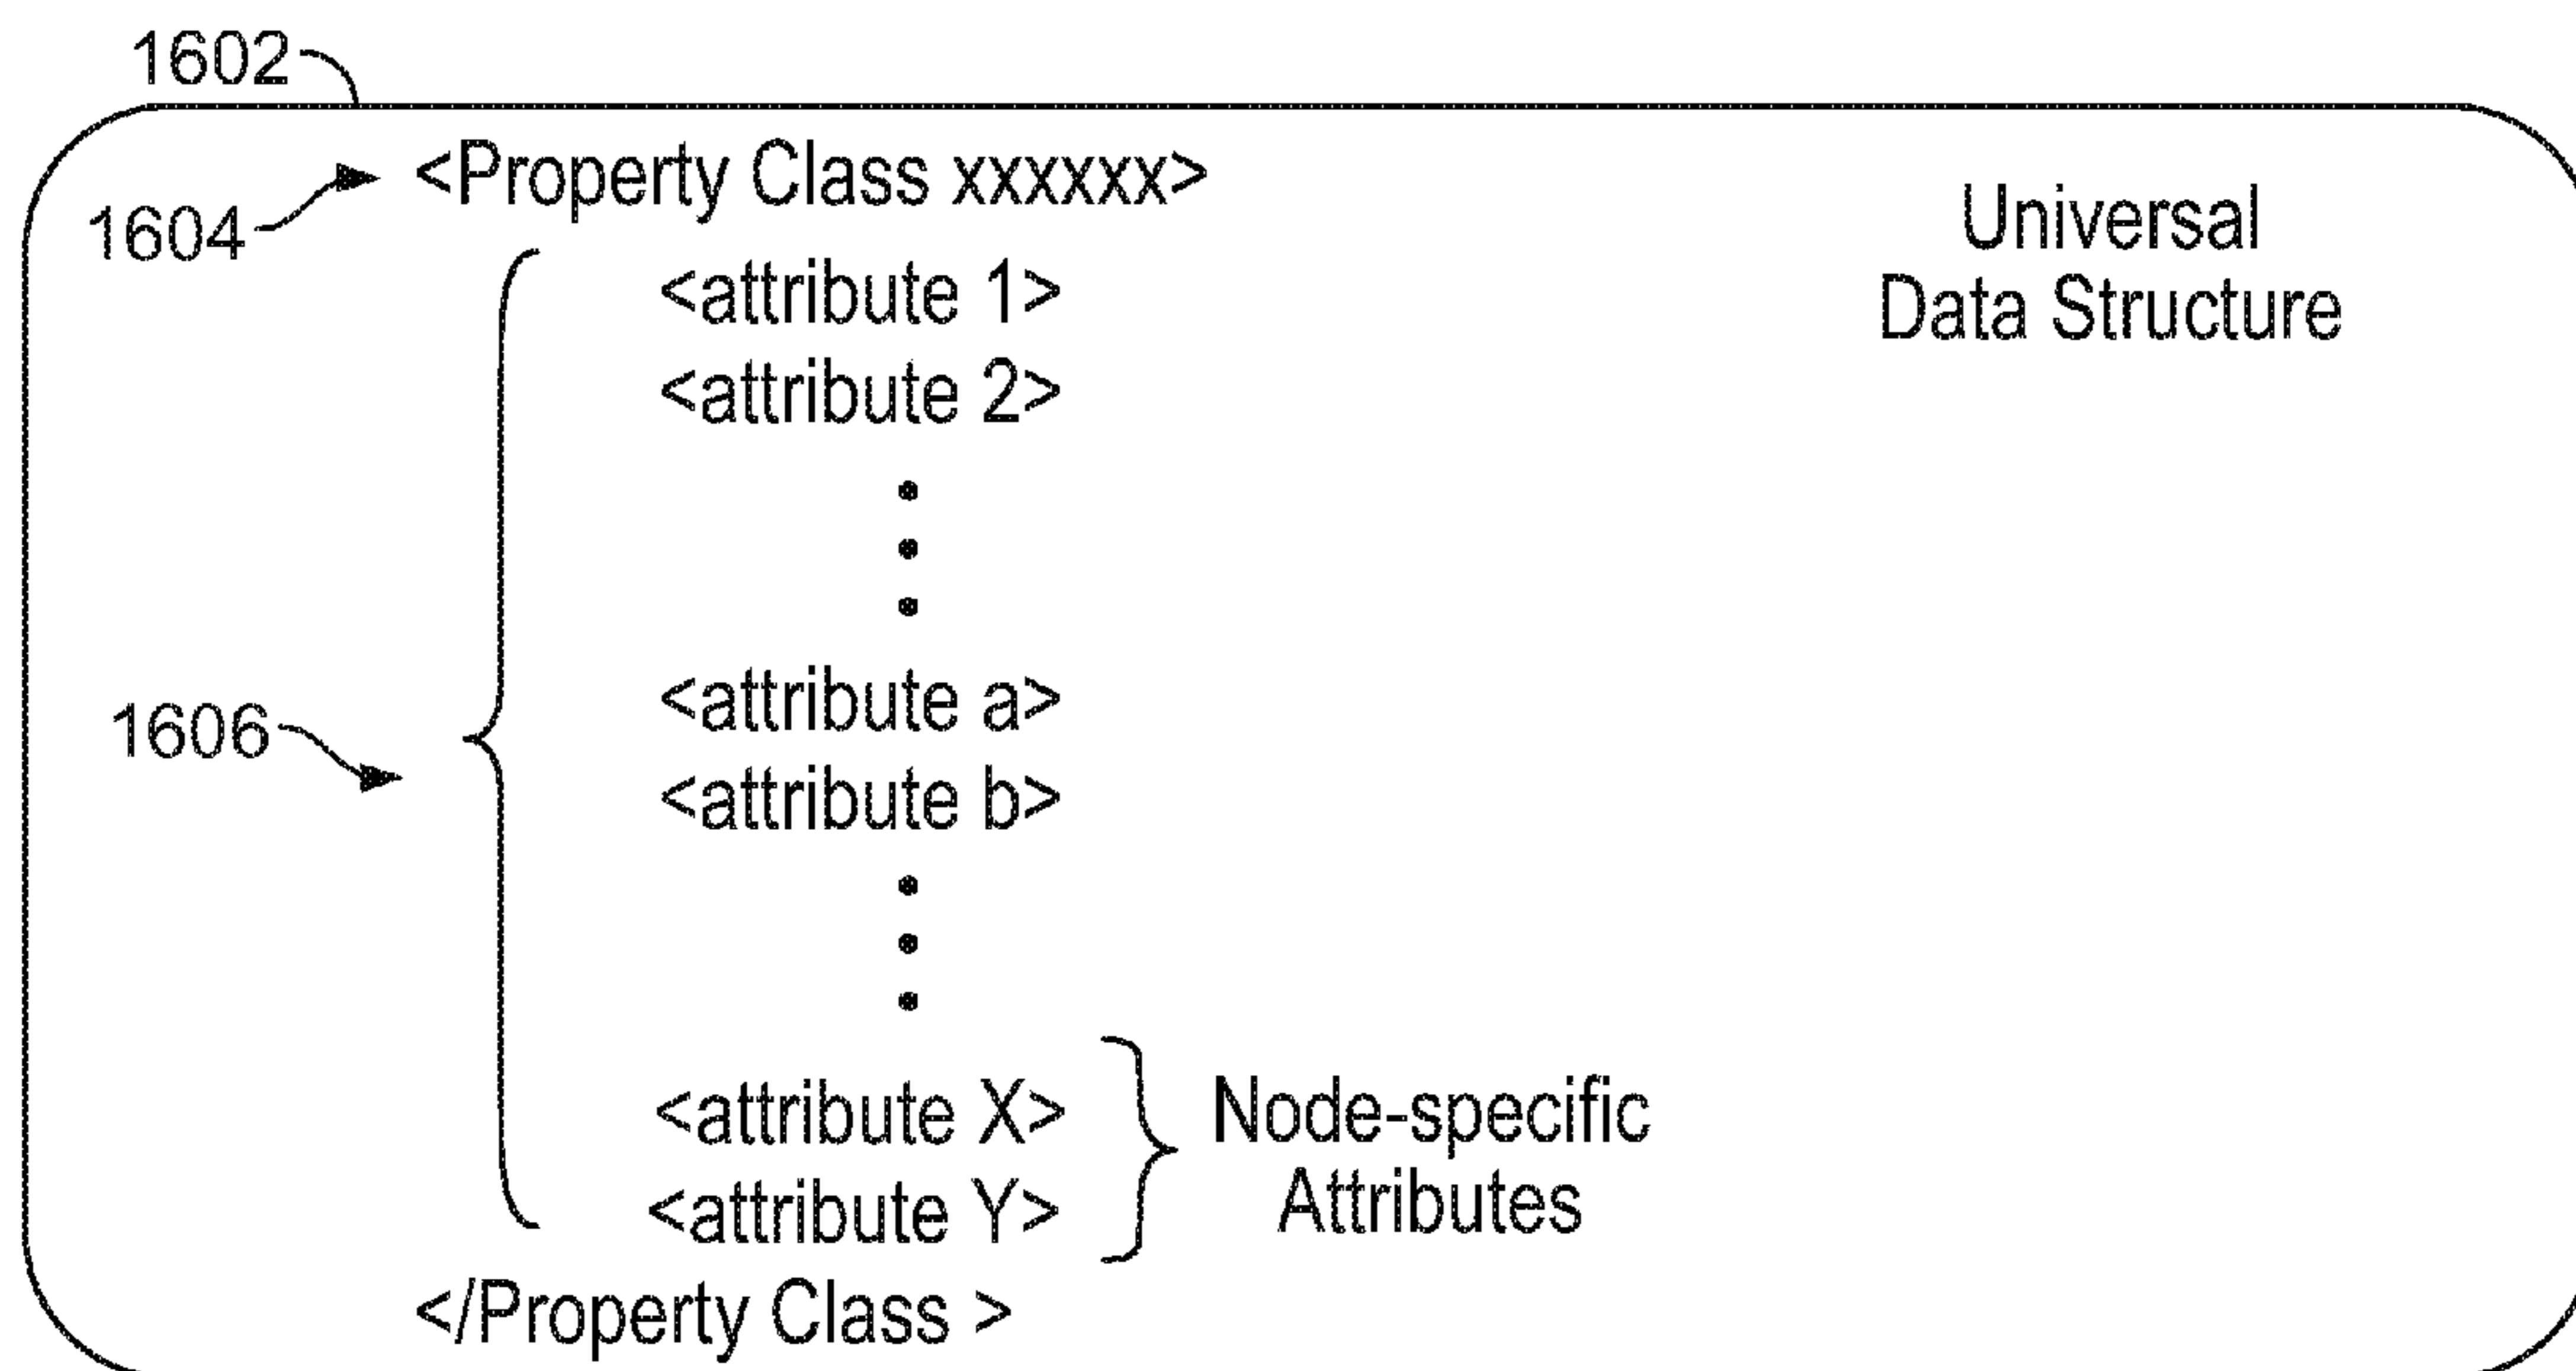 1602
<Property Class xxxxxx>
1604
Universal
Data Structure
<attribute 1>
<attribute 2>
<attribute a>
1606
<attribute b>
<attribute X>
<attribute Y>
Node-specific
Attributes
</Property Class >